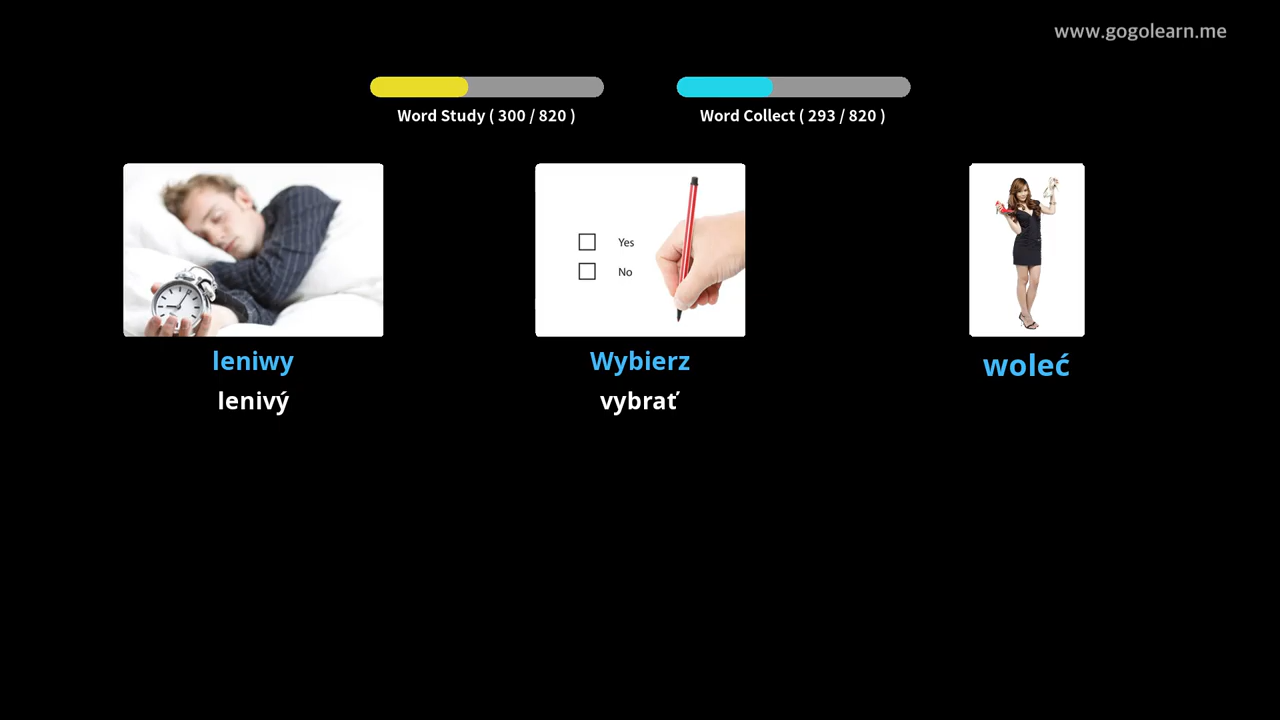 www.gogolearn.me
Word Study ( 300 / 820 )
Word Collect ( 293 / 820 )
Yes
No
leniwy
lenivý
Wybierz
vybrať
woleć